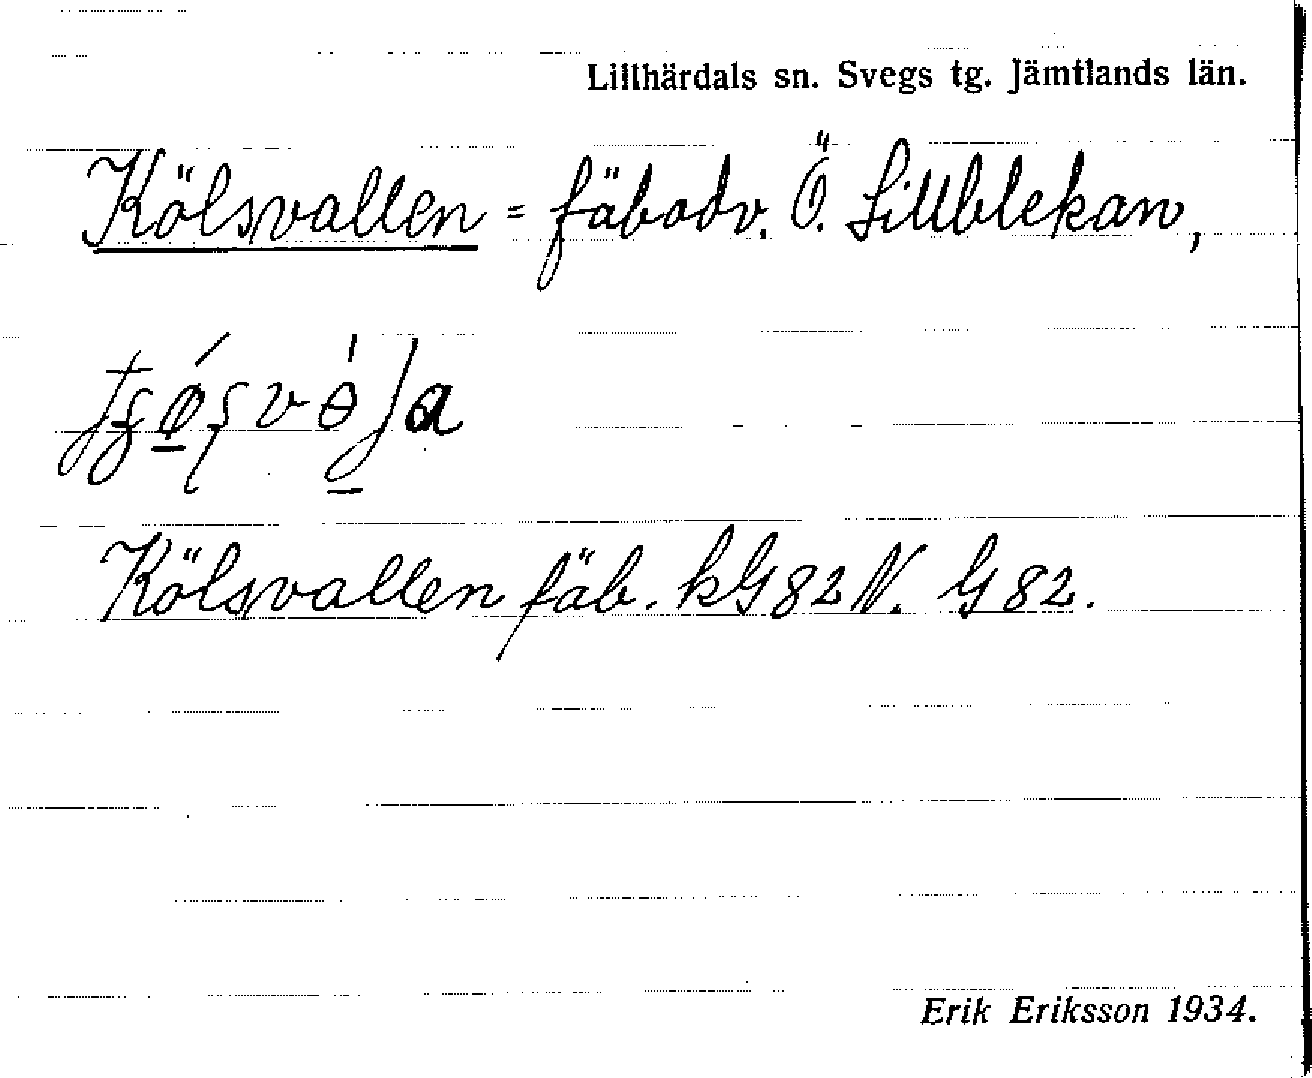 Lillhärdals sn. Svegs tg. Jämtlands län.
Kölsvallen = fäbodv. Ö. Lillblekan,
Kölsvallen fäb. kG82N. G82.
Erik Eriksson 1934.